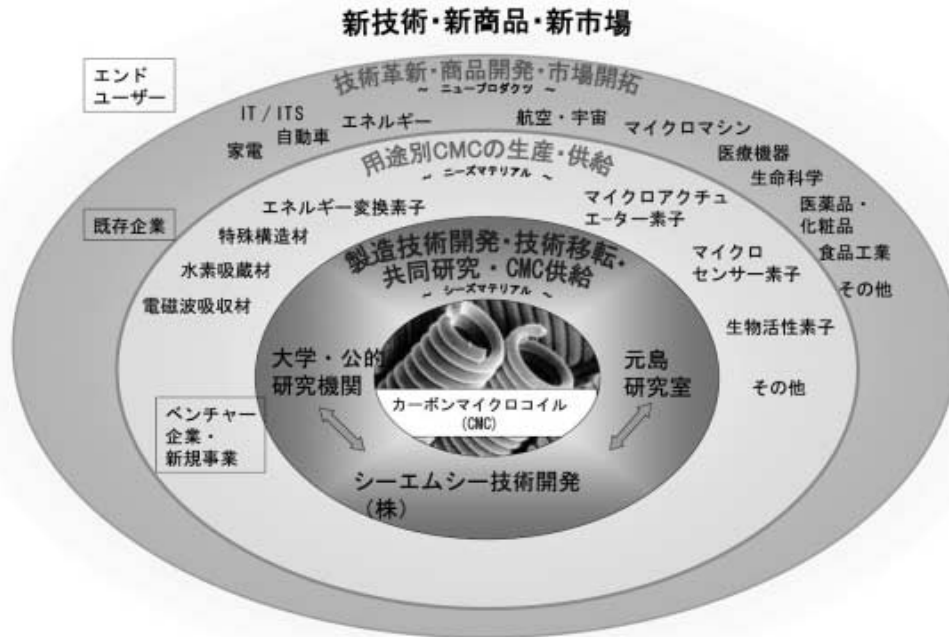 新技術・新商品・新市場
エンド
ユーザー
技術革新・商品開発・市場開拓
～ ニュープロダクツ ～
IT / ITS
家電
自動車
エネルギー
航空・宇宙
マイクロマシン
医療機器
生命科学
医薬品・
化粧品
食品工業
その他
既存企業
用途別CMCの生産・供給
～ ニーズマテリアル ～
エネルギー変換素子
特殊構造材
水素吸蔵材
電磁波吸収材
マイクロアクチュ
エーター素子
マイクロ
センサー素子
生物活性素子
その他
ベンチャー
企業・
新規事業
製造技術開発・技術移転・
共同研究・CMC供給
～ シーズマテリアル ～
大学・公的
研究機関
元島
研究室
カーボンマイクロコイル
(CMC)
シーエムシー技術開発
(株)